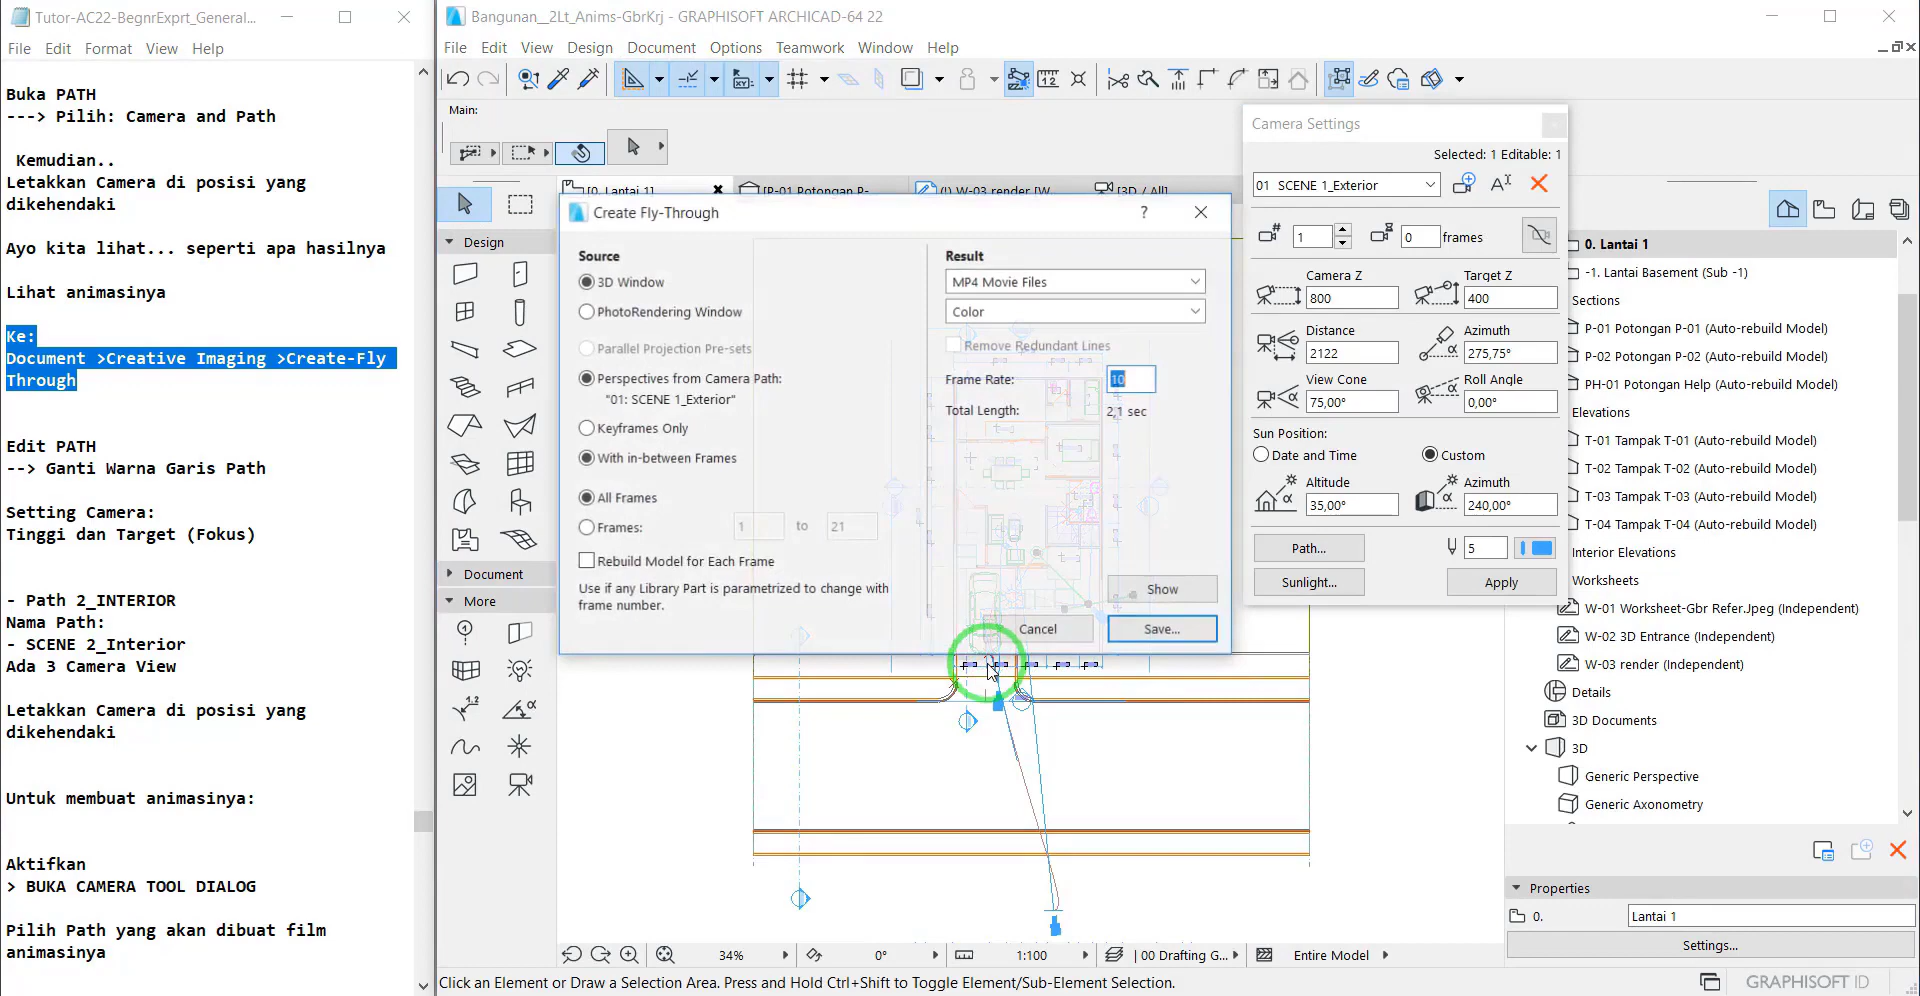 Tutor-AC22-BegnrExprt_General...
File Edit Format View Help
Buka PATH
---> Pilih: Camera and Path
Kemudian..
Letakkan Camera di posisi yang
dikehendaki
Ayo kita lihat... seperti apa hasilnya
Lihat animasinya
Ke:
Document >Creative Imaging >Create-Fly
Through
Edit PATH
--> Ganti Warna Garis Path
Setting Camera:
Tinggi dan Target (Fokus)
- Path 2_INTERIOR
Nama Path:
- SCENE 2_Interior
Ada 3 Camera View
Letakkan Camera di posisi yang
dikehendaki
Untuk membuat animasinya:
Aktifkan
> BUKA CAMERA TOOL DIALOG
Pilih Path yang akan dibuat film
animasinya
Bangunan__2Lt_Anims-GbrKrj - GRAPHISOFT ARCHICAD-64 22
File Edit View Design Document Options Teamwork Window Help
Main:
[0. Lantai 1]
[P-01 Potongan P-
(!) W-03 render [W
[3D / All]
Design
Document
More
Create Fly-Through
?
Source
3D Window
PhotoRendering Window
Parallel Projection Pre-sets
Perspectives from Camera Path:
"01: SCENE 1_Exterior"
Keyframes Only
With in-between Frames
All Frames
Frames: 1 to 21
Rebuild Model for Each Frame
Use if any Library Part is parametrized to change with
frame number.
Result
MP4 Movie Files
Color
Remove Redundant Lines
Frame Rate: 10
Total Length: 2,1 sec
Show
Cancel
Save...
Camera Settings
Selected: 1 Editable: 1
01 SCENE 1_Exterior
1
0 frames
Camera Z
800
Target Z
400
Distance
2122
Azimuth
275,75°
View Cone
75,00°
Roll Angle
0,00°
Sun Position:
Date and Time
Custom
Altitude
35,00°
Azimuth
240,00°
Path...
5
Sunlight...
Apply
0. Lantai 1
-1. Lantai Basement (Sub -1)
Sections
P-01 Potongan P-01 (Auto-rebuild Model)
P-02 Potongan P-02 (Auto-rebuild Model)
PH-01 Potongan Help (Auto-rebuild Model)
Elevations
T-01 Tampak T-01 (Auto-rebuild Model)
T-02 Tampak T-02 (Auto-rebuild Model)
T-03 Tampak T-03 (Auto-rebuild Model)
T-04 Tampak T-04 (Auto-rebuild Model)
Interior Elevations
Worksheets
W-01 Worksheet-Gbr Refer.Jpeg (Independent)
W-02 3D Entrance (Independent)
W-03 render (Independent)
Details
3D Documents
3D
Generic Perspective
Generic Axonometry
Properties
0. Lantai 1
Settings...
34%
0°
1:100
00 Drafting G...
Entire Model
Click an Element or Draw a Selection Area. Press and Hold Ctrl+Shift to Toggle Element/Sub-Element Selection.
GRAPHISOFT ID